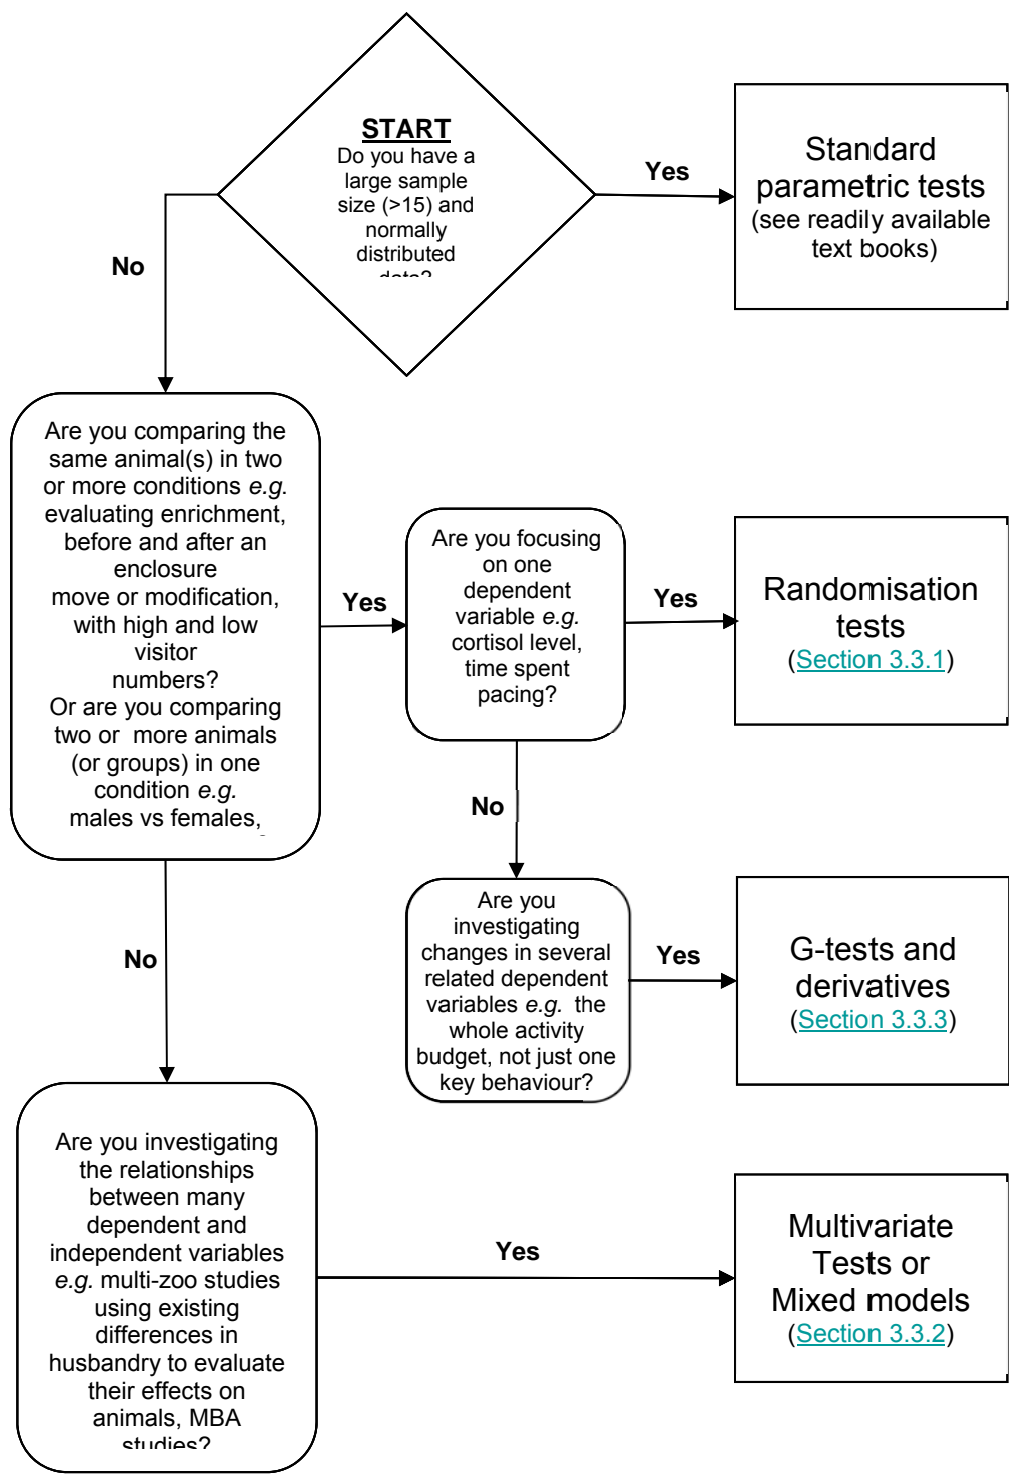 START
Do you have a
large sample
size (>15) and
normally
distributed
data?
Yes
Standard
parametric tests
(see readily available
text books)
No
Are you comparing the
same animal(s) in two
or more conditions e.g.
evaluating enrichment,
before and after an
enclosure
move or modification,
with high and low
visitor
numbers?
Or are you comparing
two or more animals
(or groups) in one
condition e.g.
males vs females,
Yes
Are you focusing
on one
dependent
variable e.g.
cortisol level,
time spent
pacing?
Yes
Randomisation
tests
(Section 3.3.1)
No
Are you
investigating
changes in several
related dependent
variables e.g. the
whole activity
budget, not just one
key behaviour?
Yes
G-tests and
derivatives
(Section 3.3.3)
No
Are you investigating
the relationships
between many
dependent and
independent variables
e.g. multi-zoo studies
using existing
differences in
husbandry to evaluate
their effects on
animals, MBA
studies?
Yes
Multivariate
Tests or
Mixed models
(Section 3.3.2)